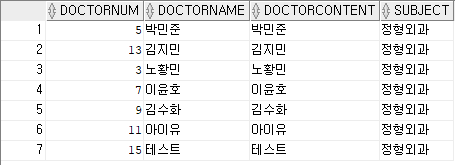 DOCTORNUM DOCTORNAME DOCTORCONTENT SUBJECT
1 5 박민준 박민준 정형외과
2 13 김지민 김지민 정형외과
3 3 노황민 노황민 정형외과
4 7 이윤호 이윤호 정형외과
5 9 김수화 김수화 정형외과
6 11 아이유 아이유 정형외과
7 15 테스트 테스트 정형외과